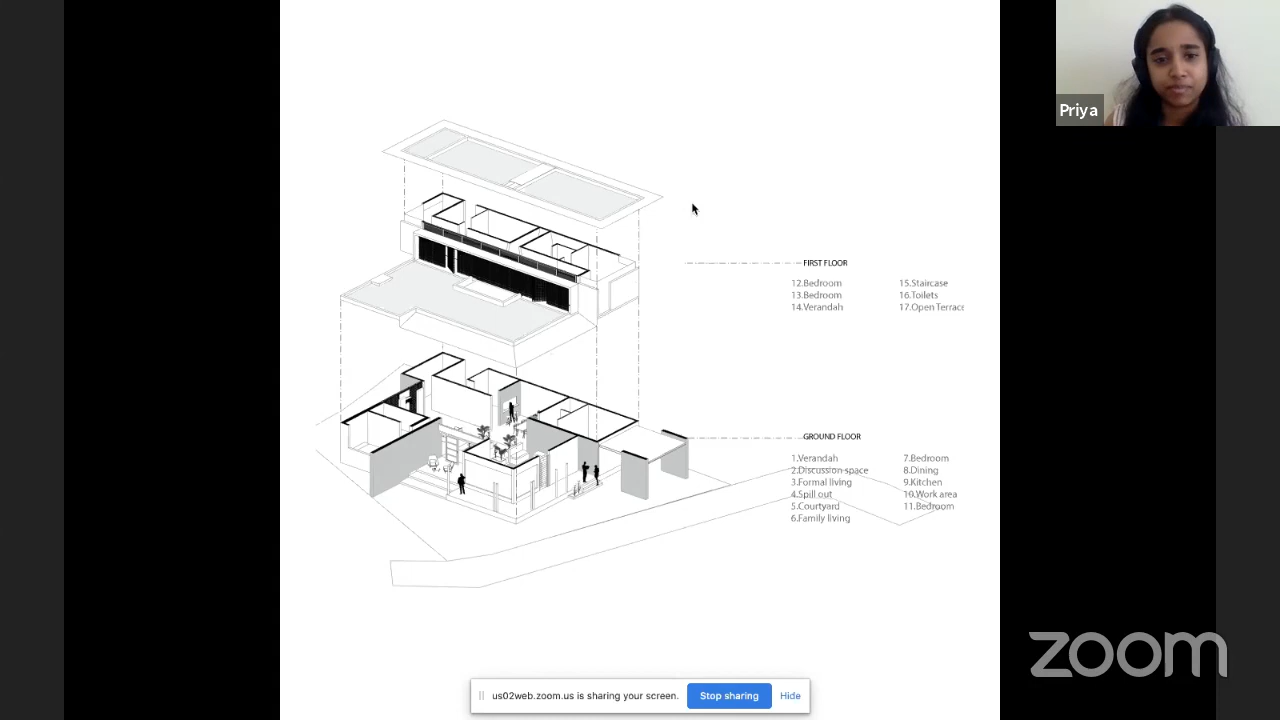 Priya
FIRST FLOOR
12.Bedroom
13.Bedroom
14.Verandah
15.Staircase
16.Toilets
17.Open Terrace
GROUND FLOOR
1.Verandah
2.Discussion space
3.Formal living
4.Spill out
5.Courtyard
6.Family living
7.Bedroom
8.Dining
9.Kitchen
10.Work area
11.Bedroom
zoom
us02web.zoom.us is sharing your screen.
Stop sharing
Hide